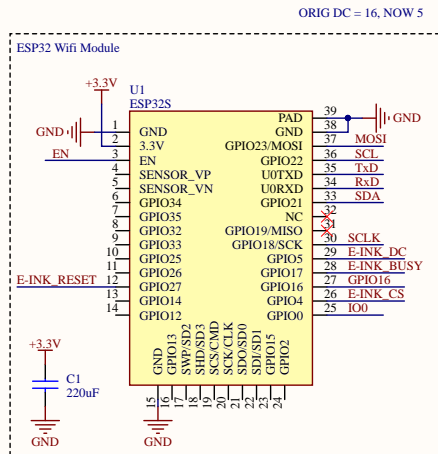 ORIG DC = 16, NOW 5
ESP32 Wifi Module
+3.3V
U1
ESP32S
GND 1 GND
2 3.3V
EN 3 EN
4 SENSOR_VP
5 SENSOR_VN
6 GPIO34
7 GPIO35
8 GPIO32
9 GPIO33
10 GPIO25
11 GPIO26
E-INK_RESET 12 GPIO27
13 GPIO14
14 GPIO12
PAD 39 GND
GND 38
GPIO23/MOSI 37 MOSI
GPIO22 36 SCL
U0TXD 35 TxD
U0RXD 34 RxD
GPIO21 33 SDA
NC 32
GPIO19/MISO 31
GPIO18/SCK 30 SCLK
GPIO5 29 E-INK_DC
GPIO17 28 E-INK_BUSY
GPIO16 27 GPIO16
GPIO4 26 E-INK_CS
GPIO0 25 IO0
GND 15
GPIO13 16
SWP/SD2 17
SHD/SD3 18
SCS/CMD 19
SCK/CLK 20
SDO/SD0 21
SDI/SD1 22
GPIO15 23
GPIO2 24
GND
+3.3V
C1
220uF
GND